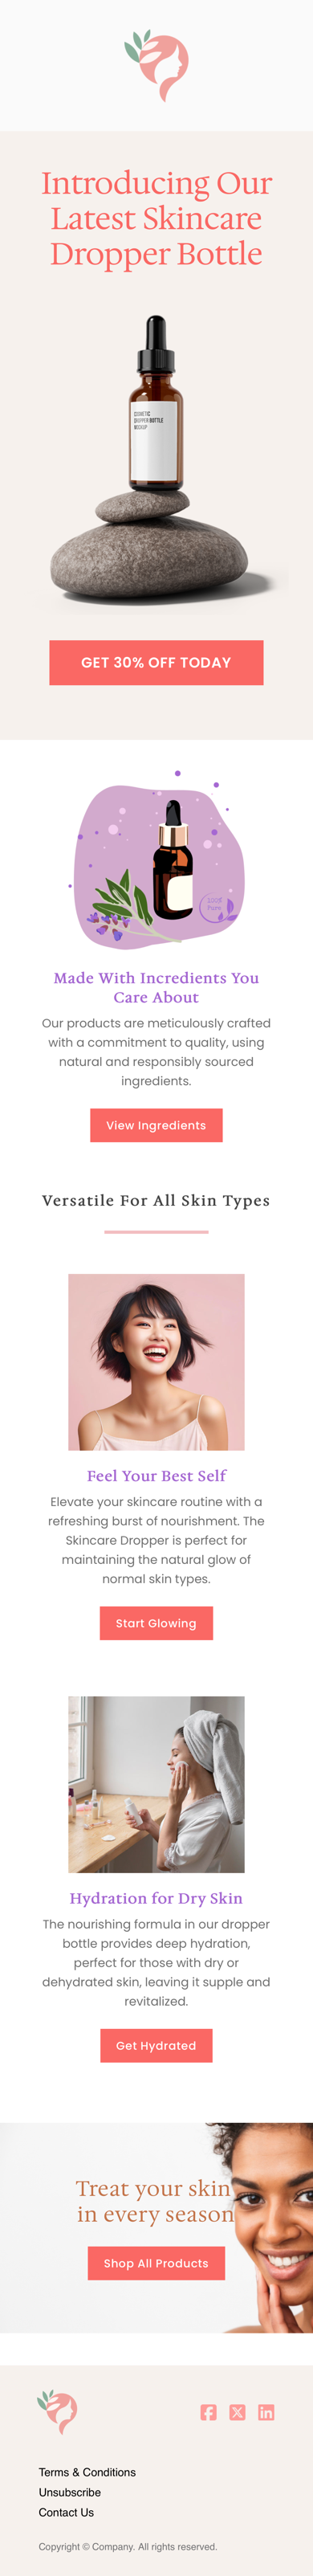 Introducing Our
Latest Skincare
Dropper Bottle
COSMETIC
DROPPER BOTTLE
MOCKUP
GET 30% OFF TODAY
100%
Pure
Made With Incredients You
Care About
Our products are meticulously crafted
with a commitment to quality, using
natural and responsibly sourced
ingredients.
View Ingredients
Versatile For All Skin Types
Feel Your Best Self
Elevate your skincare routine with a
refreshing burst of nourishment. The
Skincare Dropper is perfect for
maintaining the natural glow of
normal skin types.
Start Glowing
Hydration for Dry Skin
The nourishing formula in our dropper
bottle provides deep hydration,
perfect for those with dry or
dehydrated skin, leaving it supple and
revitalized.
Get Hydrated
Treat your skin
in every season
Shop All Products
Terms & Conditions
Unsubscribe
Contact Us
Copyright © Company. All rights reserved.